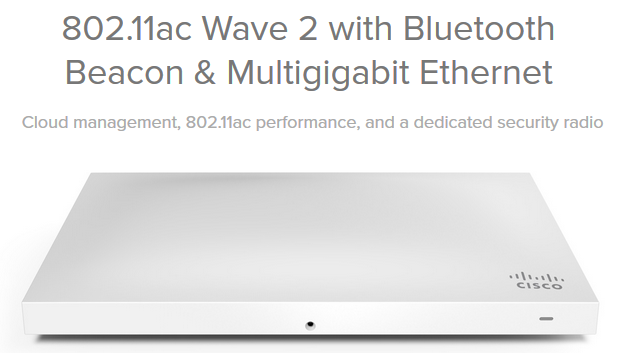 802.11ac Wave 2 with Bluetooth
Beacon & Multigigabit Ethernet
Cloud management, 802.11ac performance, and a dedicated security radio
CISCO